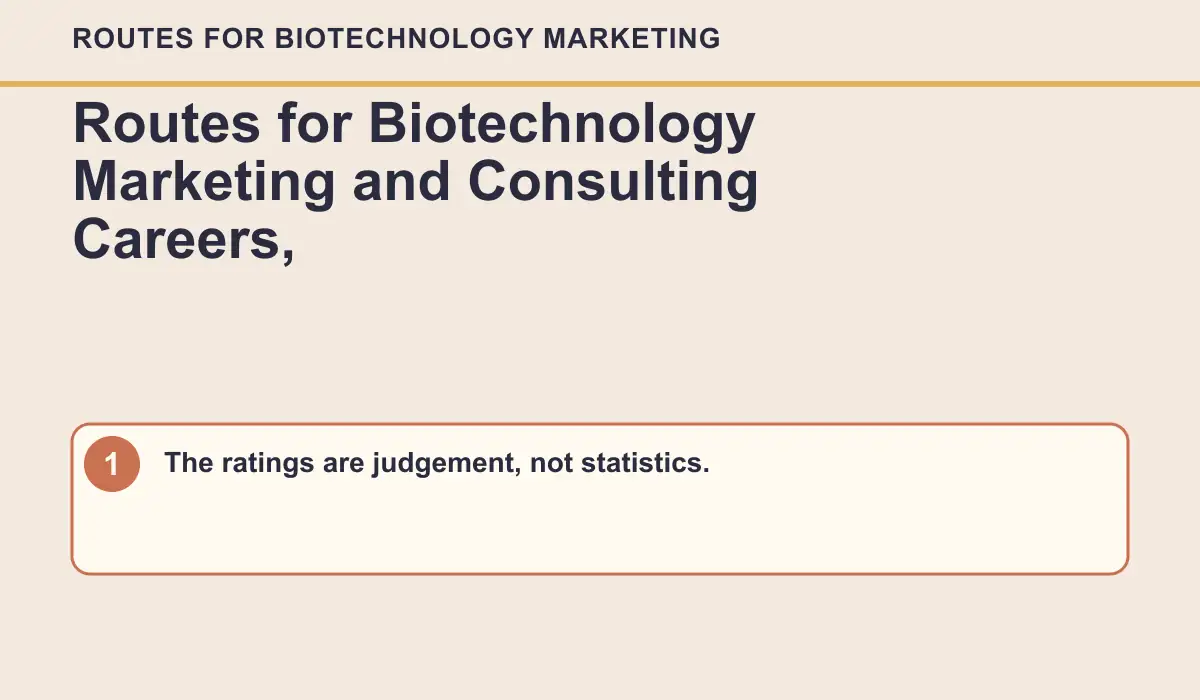 ROUTES FOR BIOTECHNOLOGY MARKETING
Routes for Biotechnology
Marketing and Consulting
Careers,
1 The ratings are judgement, not statistics.